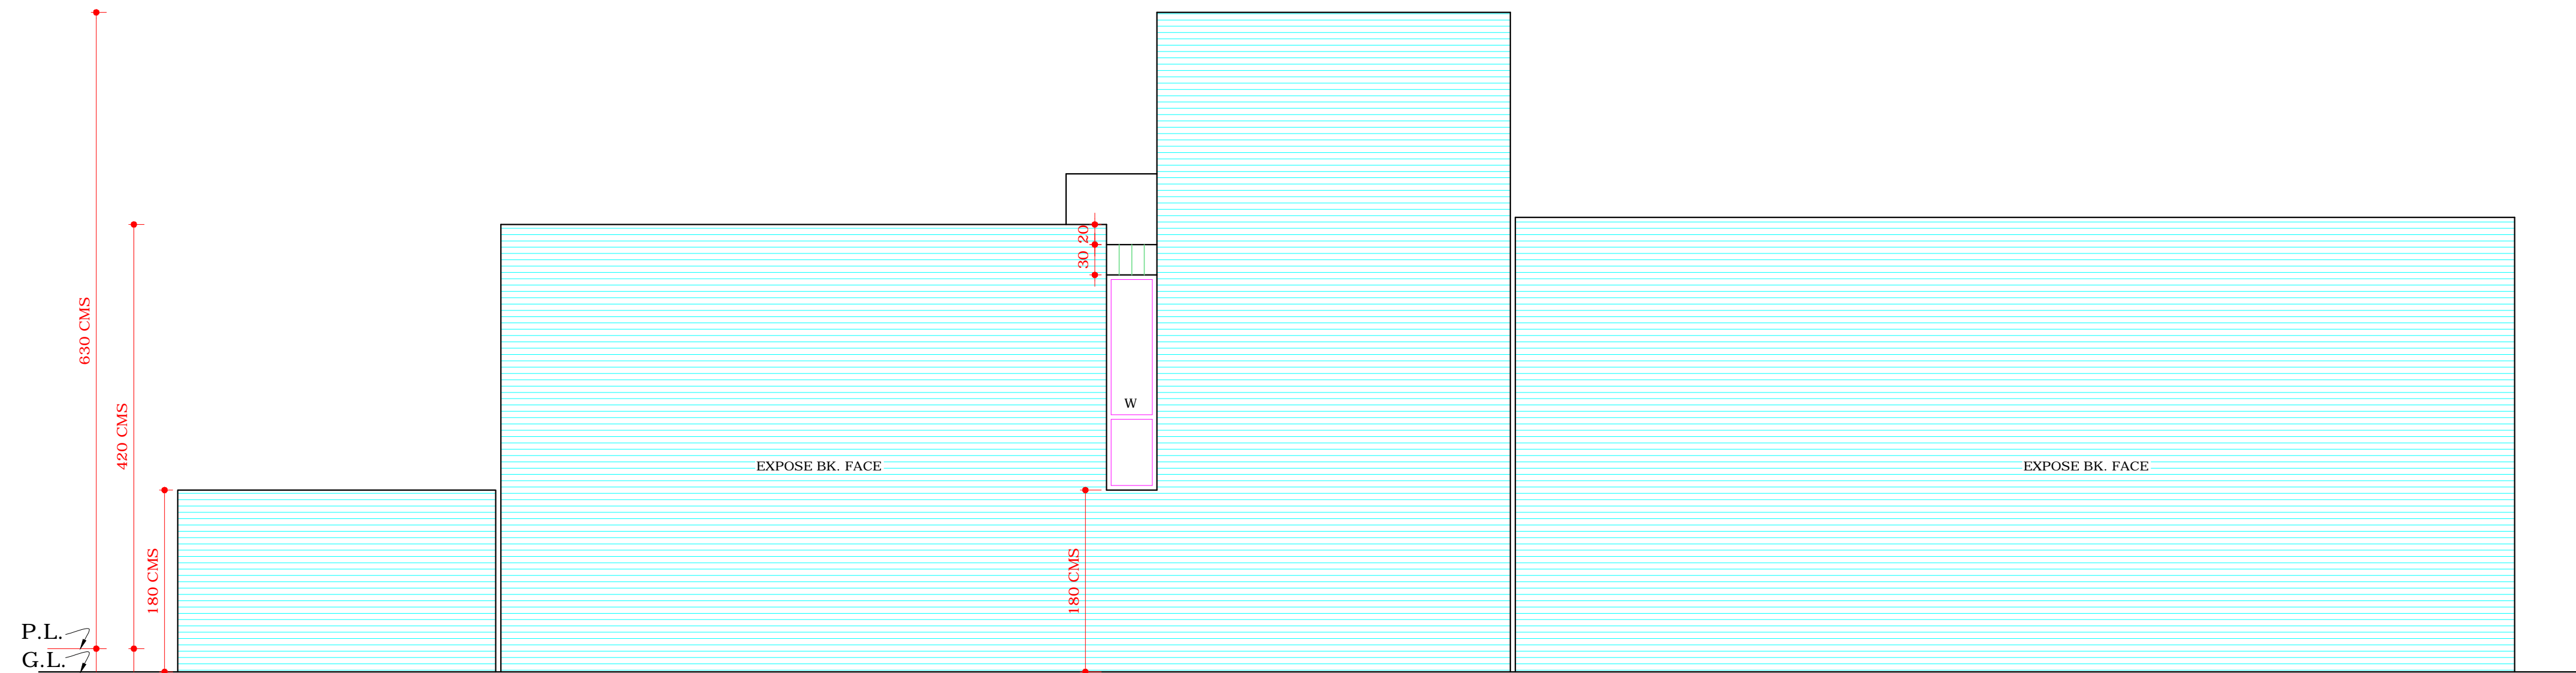 630 CMS
420 CMS
180 CMS
20
30
180 CMS
W
EXPOSE BK. FACE
EXPOSE BK. FACE
P.L.
G.L.